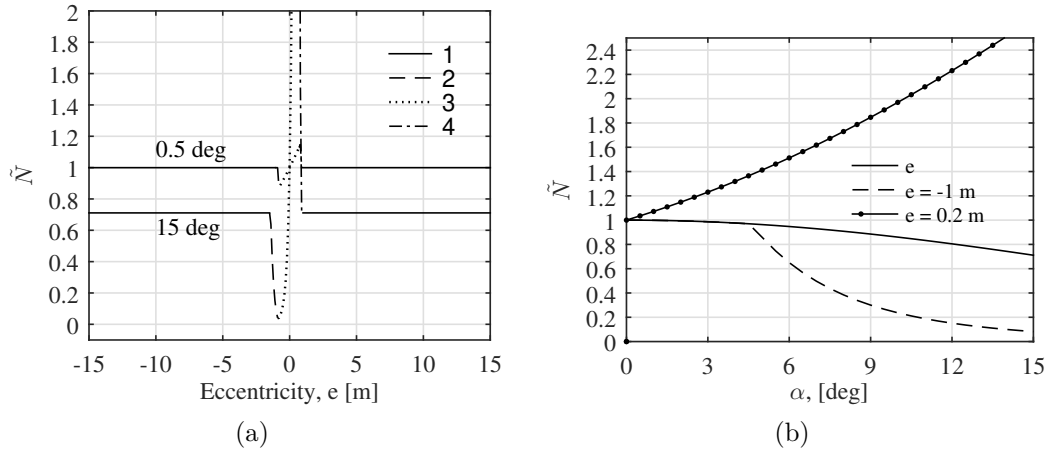 2
1.8
1.6
1.4
1.2
1
0.8
0.6
0.4
0.2
0
Ñ
1
2
3
4
0.5 deg
15 deg
-15 -10 -5 0 5 10 15
Eccentricity, e [m]
(a)
2.4
2.2
2
1.8
1.6
1.4
1.2
1
0.8
0.6
0.4
0.2
0
Ñ
e
e = -1 m
e = 0.2 m
0 3 6 9 12 15
α, [deg]
(b)